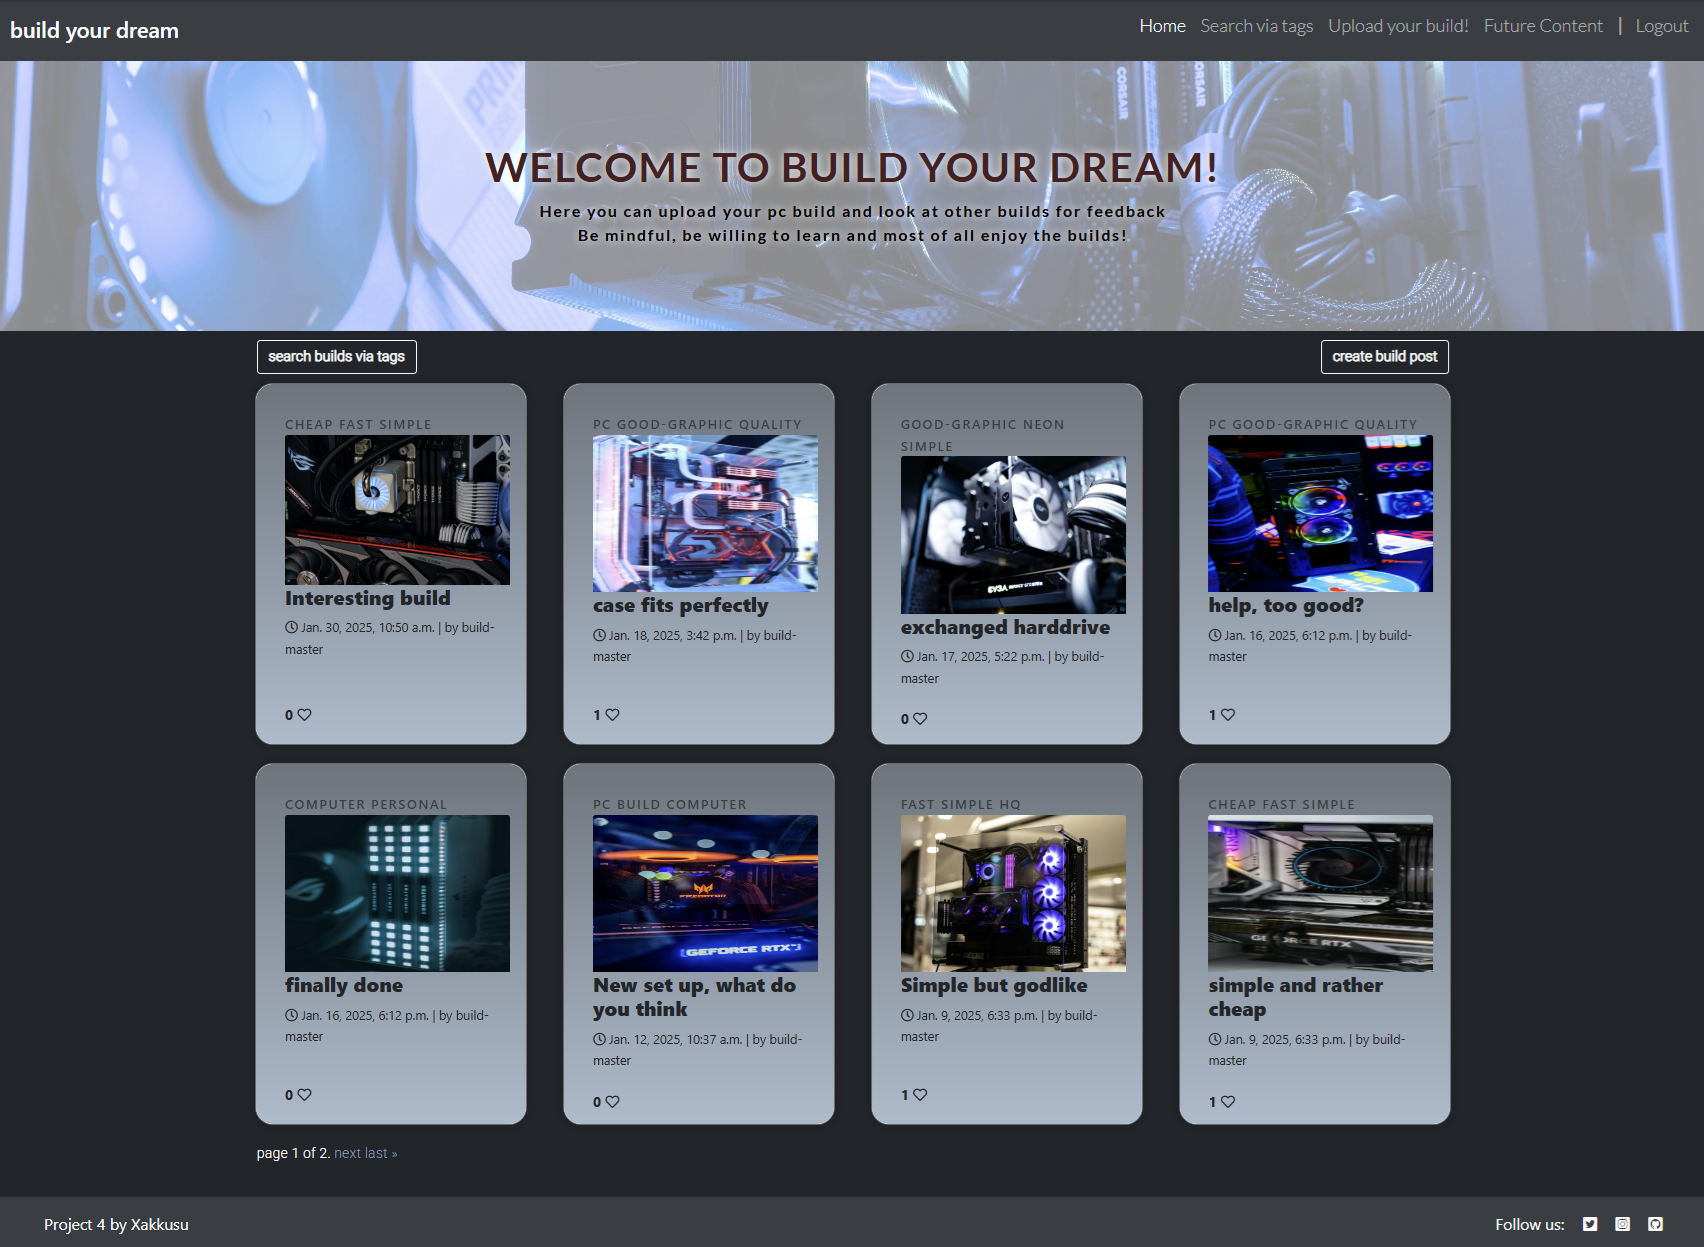 build your dream
Home Search via tags Upload your build! Future Content | Logout
PRIM
CORSAIR
CORSAIR
WELCOME TO BUILD YOUR DREAM!
Here you can upload your pc build and look at other builds for feedback
Be mindful, be willing to learn and most of all enjoy the builds!
search builds via tags
create build post
CHEAP FAST SIMPLE
Interesting build
Jan. 30, 2025, 10:50 a.m. | by build-
master
0
PC GOOD-GRAPHIC QUALITY
case fits perfectly
Jan. 18, 2025, 3:42 p.m. | by build-
master
1
GOOD-GRAPHIC NEON
SIMPLE
EVGA
exchanged harddrive
Jan. 17, 2025, 5:22 p.m. | by build-
master
0
PC GOOD-GRAPHIC QUALITY
help, too good?
Jan. 16, 2025, 6:12 p.m. | by build-
master
1
COMPUTER PERSONAL
finally done
Jan. 16, 2025, 6:12 p.m. | by build-
master
0
PC BUILD COMPUTER
PREDATOR
GEFORCE RTX
New set up, what do
you think
Jan. 12, 2025, 10:37 a.m. | by build-
master
0
FAST SIMPLE HQ
Simple but godlike
Jan. 9, 2025, 6:33 p.m. | by build-
master
1
CHEAP FAST SIMPLE
GEFORCE RTX
simple and rather
cheap
Jan. 9, 2025, 6:33 p.m. | by build-
master
1
page 1 of 2. next last »
Project 4 by Xakkusu
Follow us: